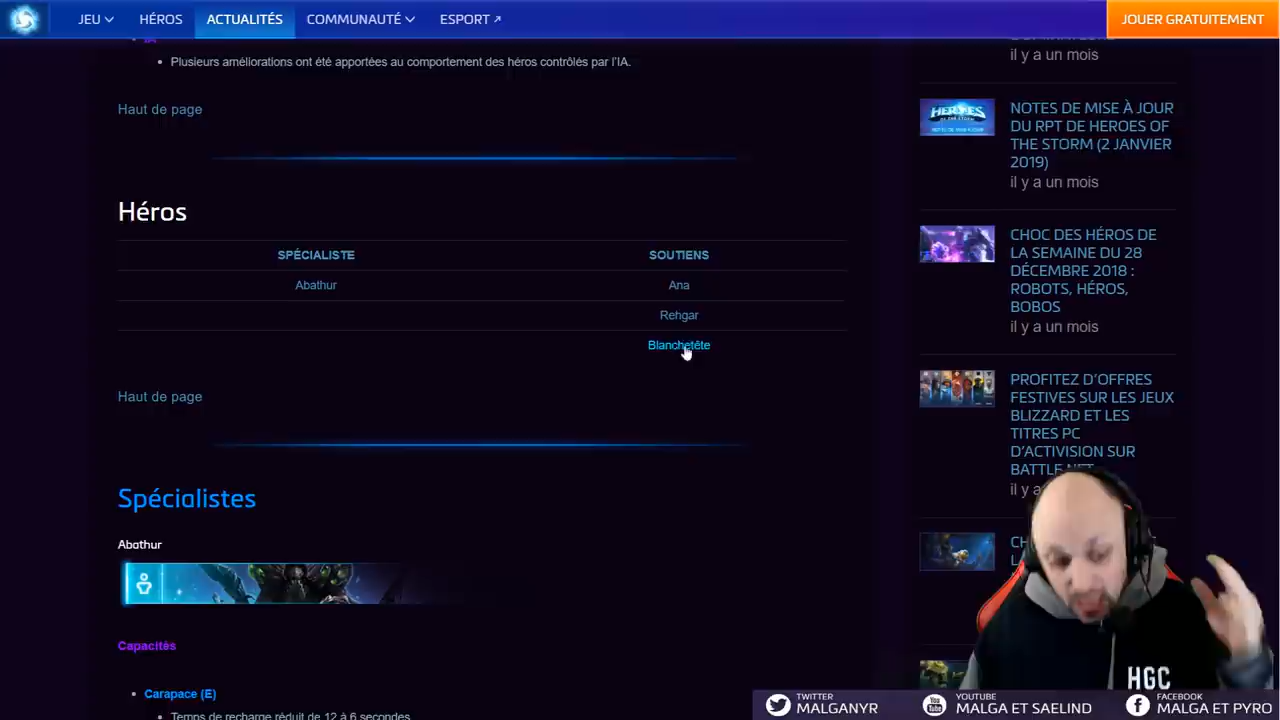 JEU
HÉROS
ACTUALITÉS
COMMUNAUTÉ
ESPORT
JOUER GRATUITEMENT
IA
Plusieurs améliorations ont été apportées au comportement des héros contrôlés par l'IA.
Haut de page
Héros
SPÉCIALISTE
SOUTIENS
Abathur
Ana
Rehgar
Blanchetête
Haut de page
Spécialistes
Abathur
Capacités
Carapace (E)
Temps de recharge réduit de 12 à 6 secondes
il y a un mois
NOTES DE MISE À JOUR
DU RPT DE HEROES OF
THE STORM (2 JANVIER
2019)
il y a un mois
CHOC DES HÉROS DE
LA SEMAINE DU 28
DÉCEMBRE 2018 :
ROBOTS, HÉROS,
BOBOS
il y a un mois
PROFITEZ D'OFFRES
FESTIVES SUR LES JEUX
BLIZZARD ET LES
TITRES PC
D'ACTIVISION SUR
BATTLE.NET
il y a
HGC
TWITTER
MALGANYR
YOUTUBE
MALGA ET SAELIND
FACEBOOK
MALGA ET PYRO